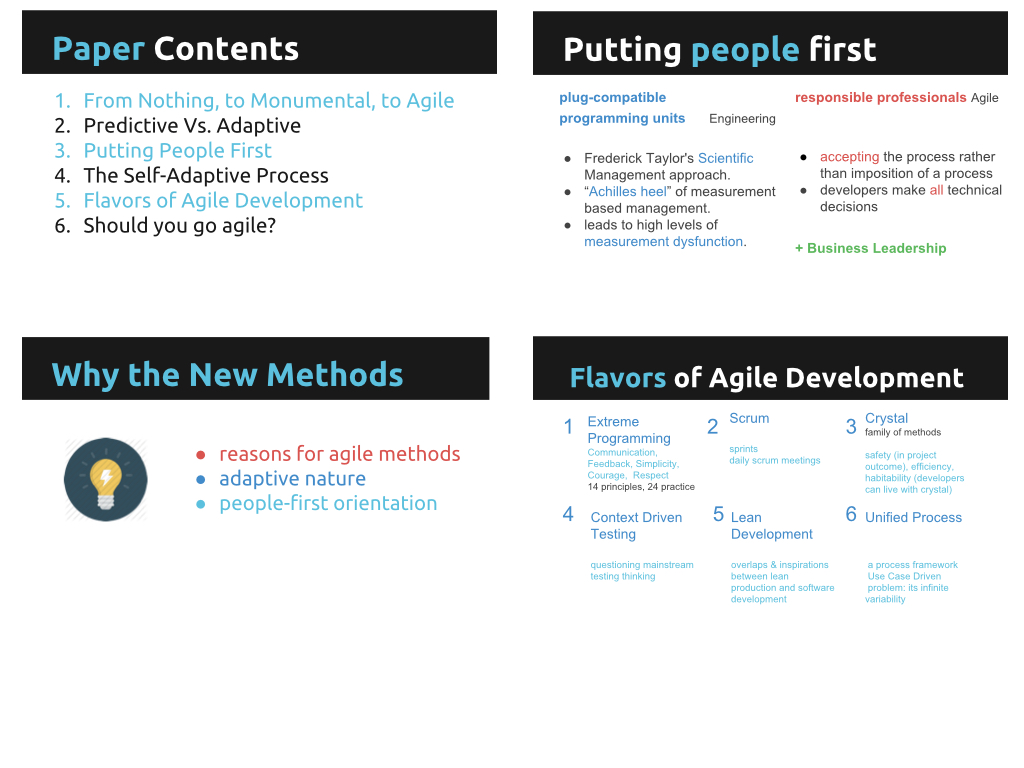 Paper Contents
1. From Nothing, to Monumental, to Agile
2. Predictive Vs. Adaptive
3. Putting People First
4. The Self-Adaptive Process
5. Flavors of Agile Development
6. Should you go agile?
Putting people first
plug-compatible
programming units Engineering
● Frederick Taylor's Scientific
Management approach.
● “Achilles heel” of measurement
based management.
● leads to high levels of
measurement dysfunction.
responsible professionals Agile
● accepting the process rather
than imposition of a process
● developers make all technical
decisions
+ Business Leadership
Why the New Methods
● reasons for agile methods
● adaptive nature
● people-first orientation
Flavors of Agile Development
1 Extreme
Programming
Communication,
Feedback, Simplicity,
Courage, Respect
14 principles, 24 practice
2 Scrum
sprints
daily scrum meetings
3 Crystal
family of methods
safety (in project
outcome), efficiency,
habitability (developers
can live with crystal)
4 Context Driven
Testing
questioning mainstream
testing thinking
5 Lean
Development
overlaps & inspirations
between lean
production and software
development
6 Unified Process
a process framework
Use Case Driven
problem: its infinite
variability